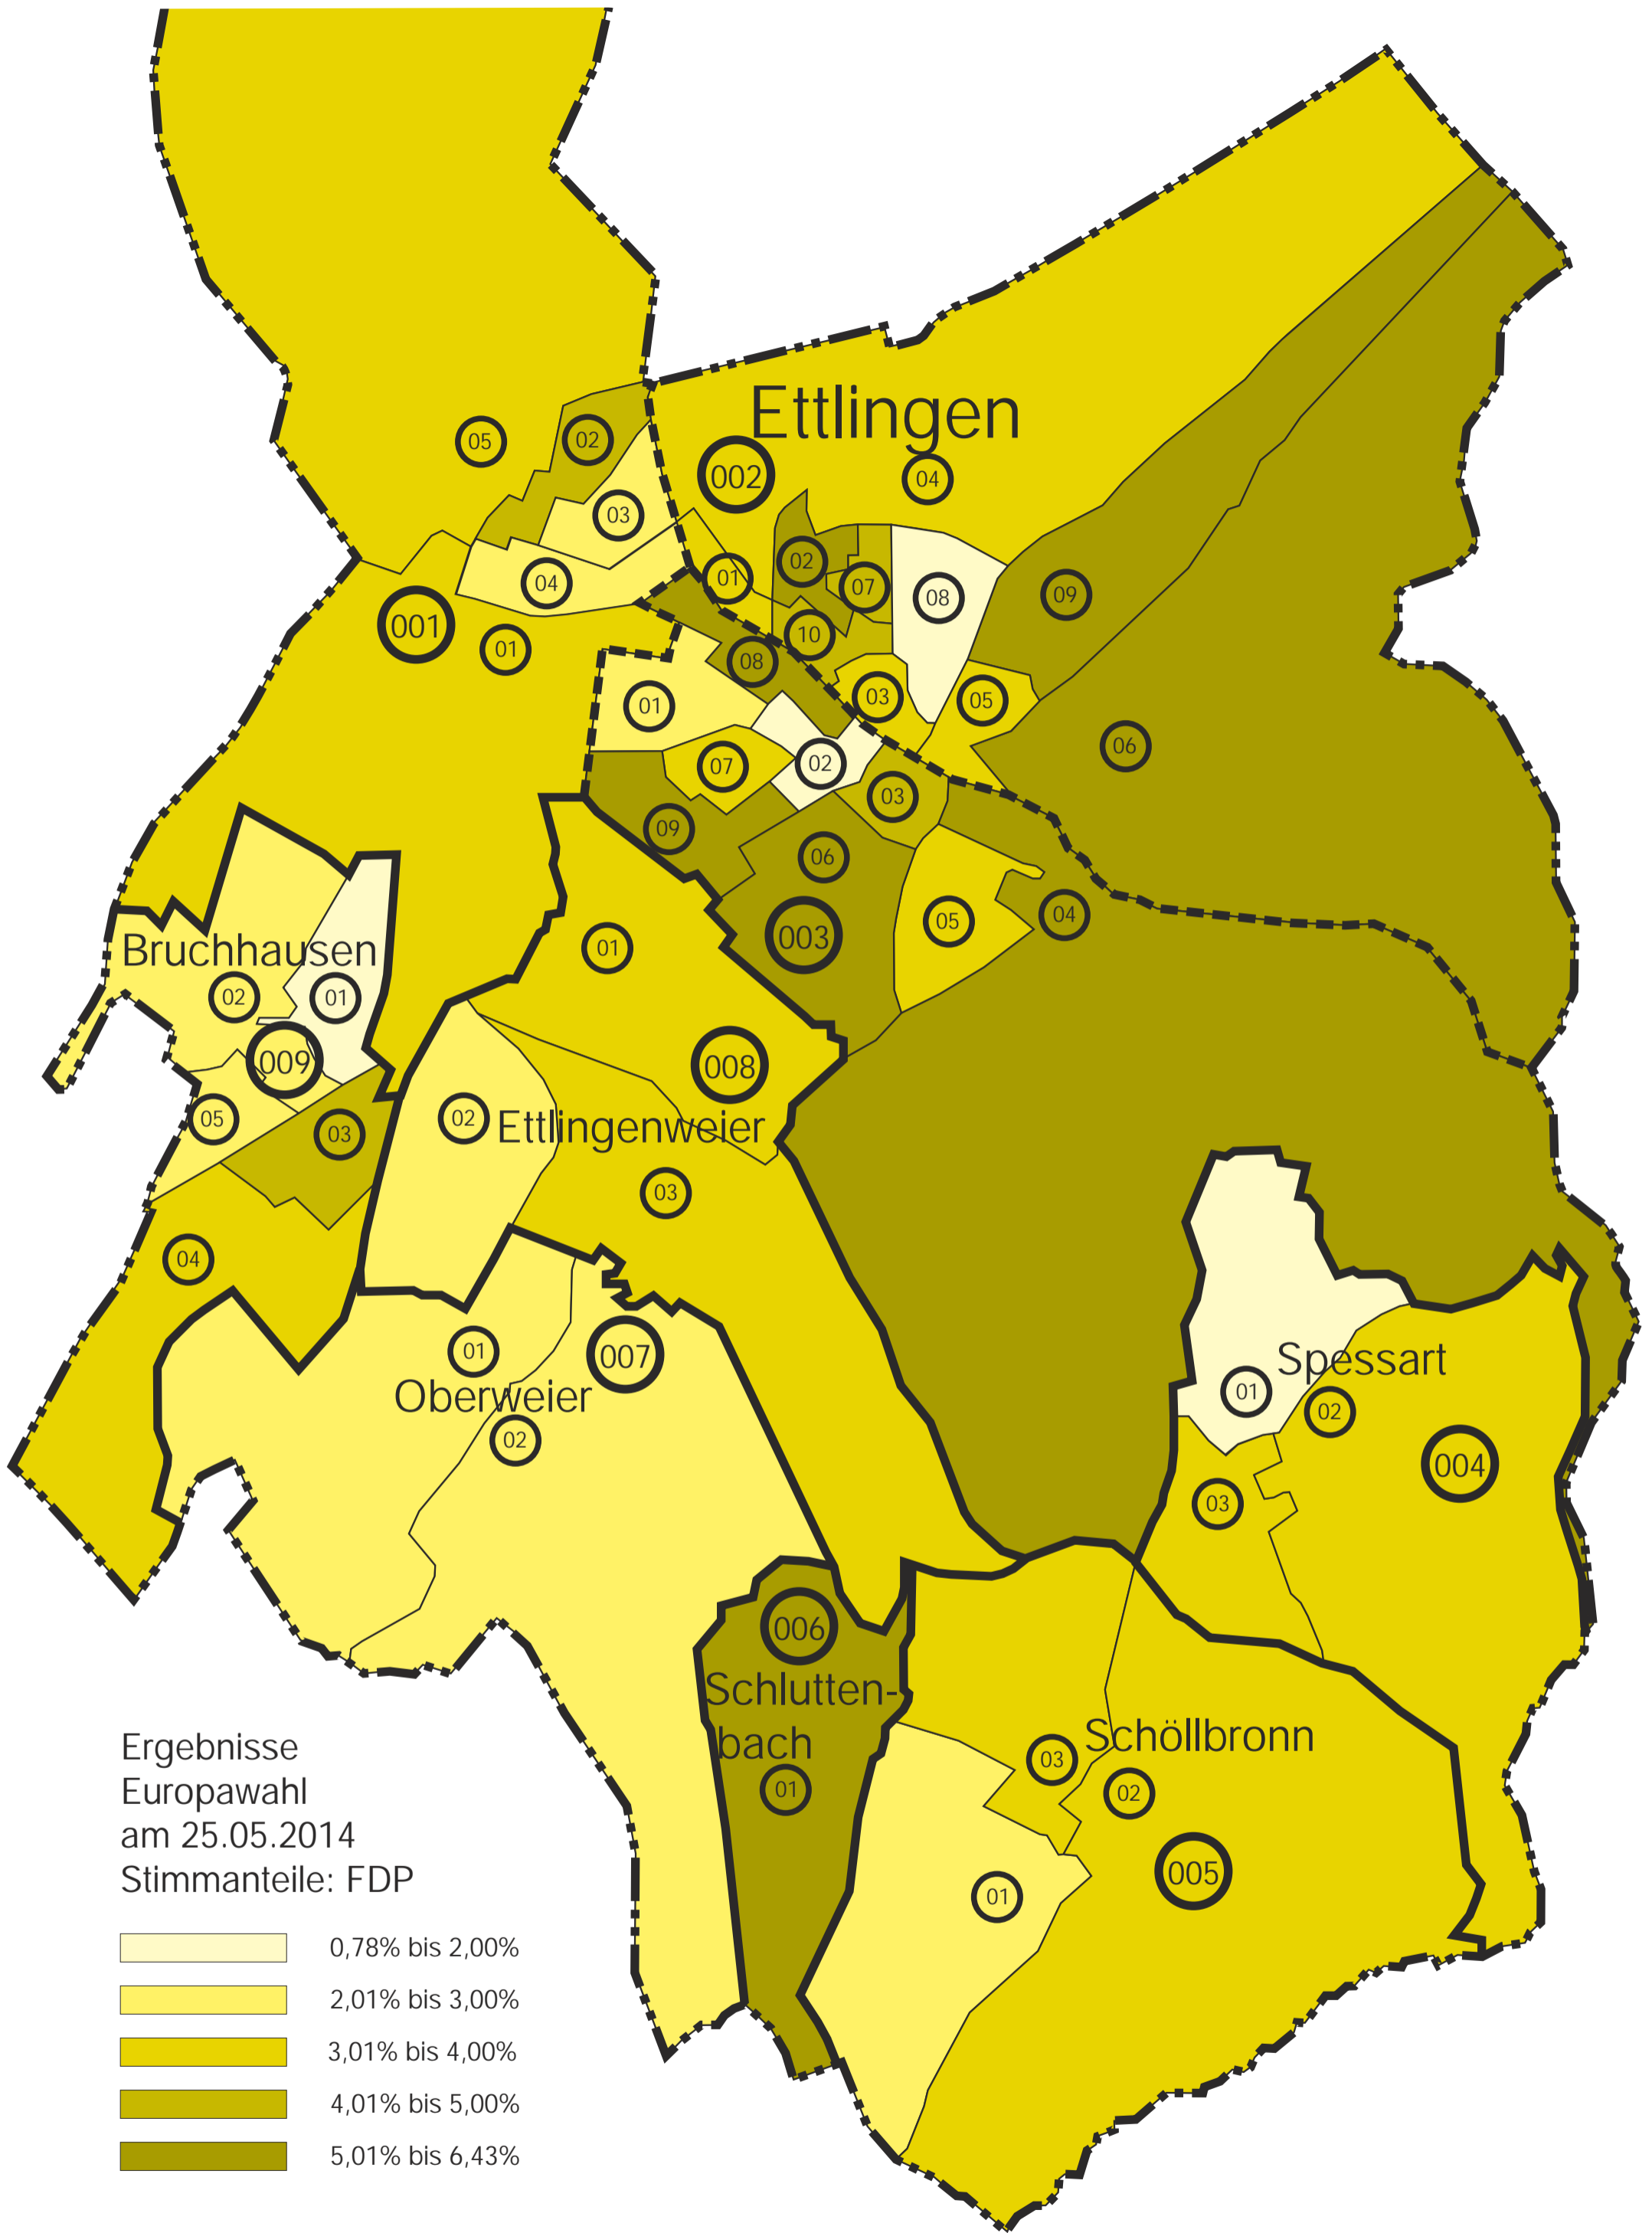 Ettlingen
05
02
002
04
03
02
04
01
07
08
09
001
10
01
08
03
05
01
06
07
02
03
09
06
04
05
003
01
Bruchhausen
02
01
009
008
05
02
Ettlingenweier
03
03
04
01
007
Spessart
Oberweier
01
02
02
004
03
006
Schlutten-
bach
01
Schöllbronn
03
02
005
01
Ergebnisse
Europawahl
am 25.05.2014
Stimmanteile: FDP
0,78% bis 2,00%
2,01% bis 3,00%
3,01% bis 4,00%
4,01% bis 5,00%
5,01% bis 6,43%